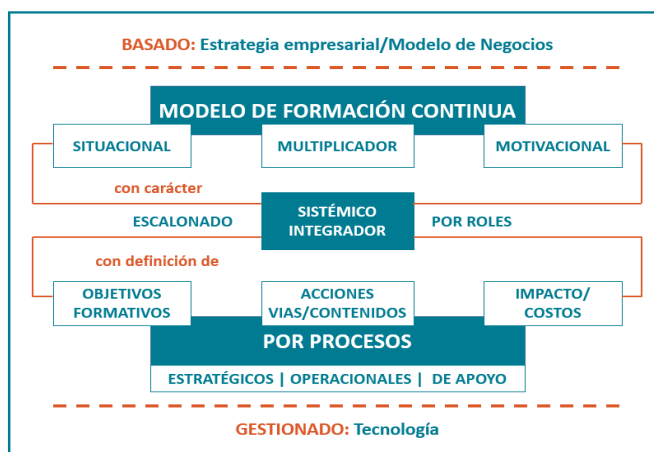 BASADO: Estrategia empresarial/Modelo de Negocios
MODELO DE FORMACIÓN CONTINUA
SITUACIONAL
MULTIPLICADOR
MOTIVACIONAL
con carácter
ESCALONADO
SISTÉMICO
INTEGRADOR
POR ROLES
con definición de
OBJETIVOS
FORMATIVOS
ACCIONES
VIAS/CONTENIDOS
IMPACTO/
COSTOS
POR PROCESOS
ESTRATÉGICOS | OPERACIONALES | DE APOYO
GESTIONADO: Tecnología